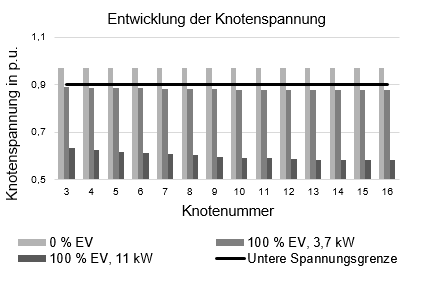 Entwicklung der Knotenspannung
1,1
0,9
0,7
0,5
Knotenspannung in p.u.
3 4 5 6 7 8 9 10 11 12 13 14 15 16
Knotenummer
0 % EV
100 % EV, 3,7 kW
100 % EV, 11 kW
Untere Spannungsgrenze